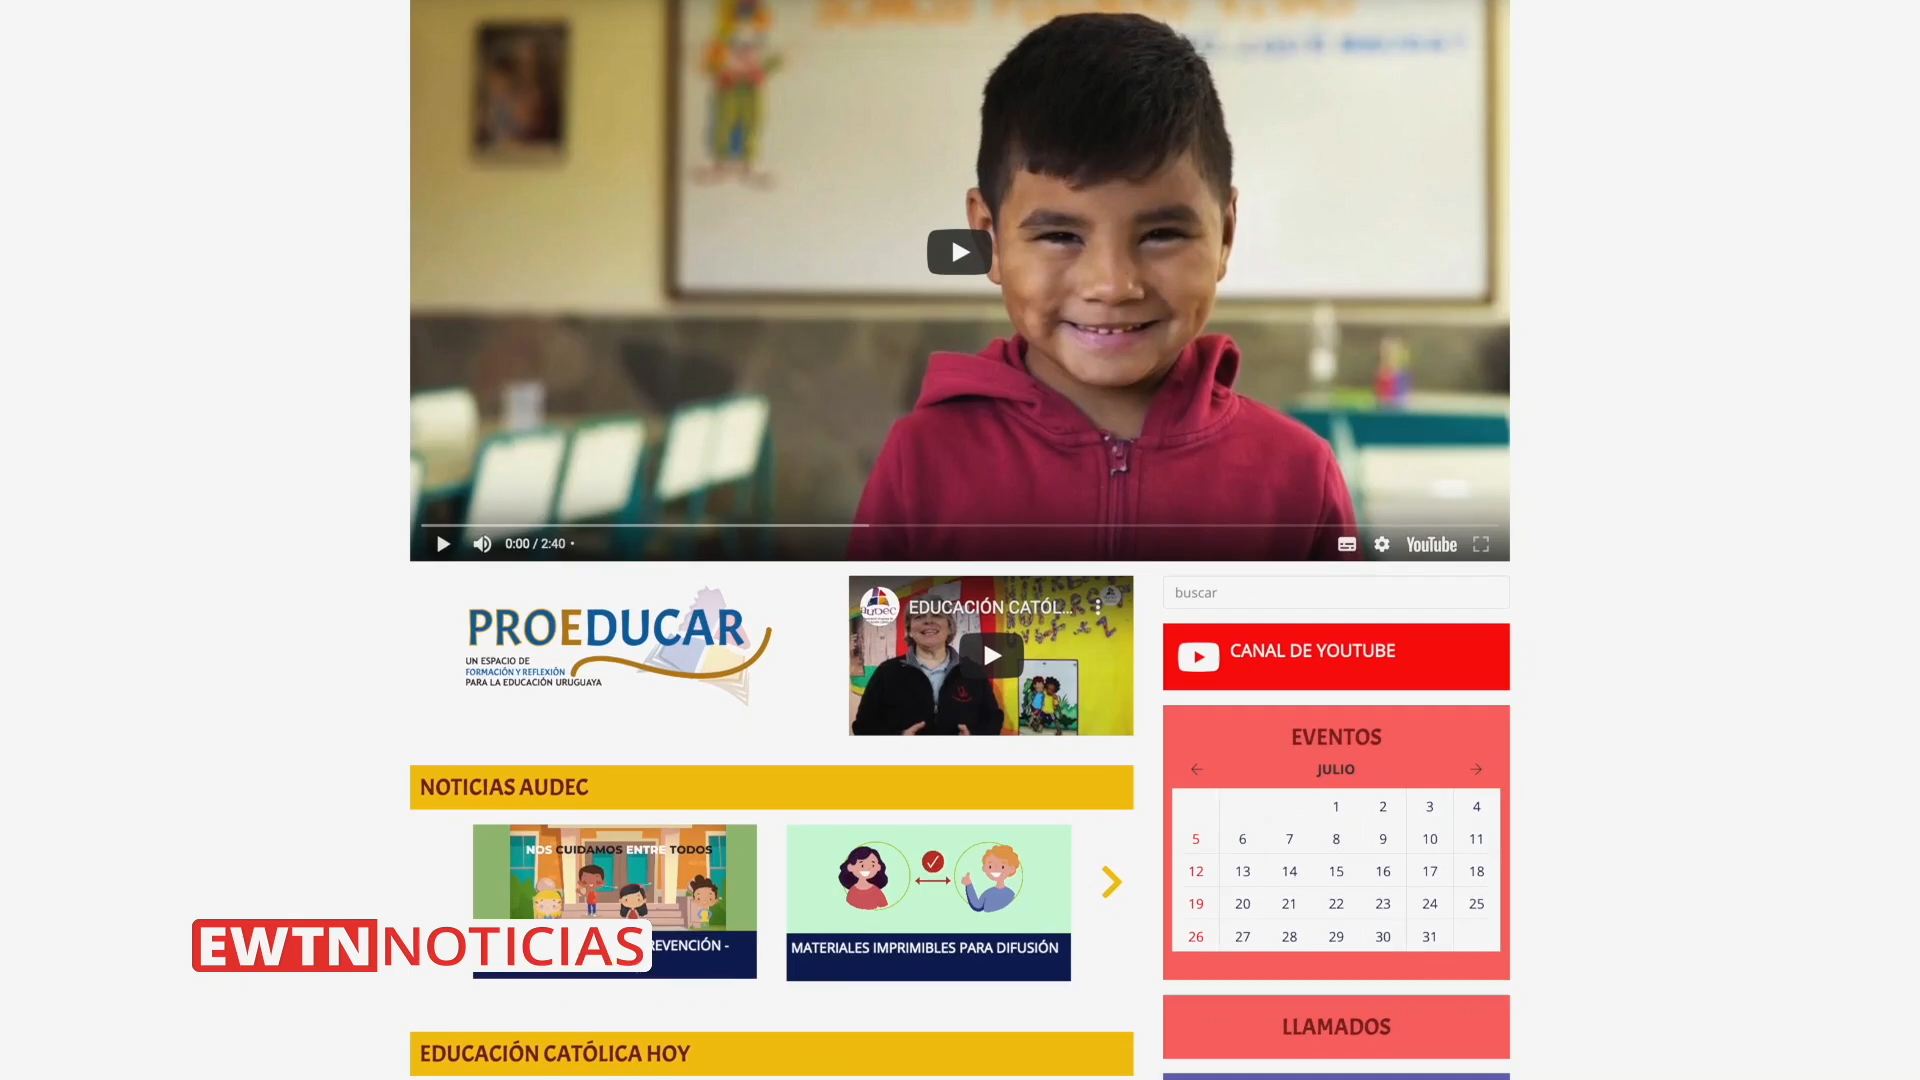 0:00 / 2:40 •
YouTube
PROEDUCAR
UN ESPACIO DE
FORMACIÓN Y REFLEXIÓN
PARA LA EDUCACIÓN URUGUAYA
audec
EDUCACIÓN CATÓL...
buscar
CANAL DE YOUTUBE
EVENTOS
← JULIO →
1 2 3 4
5 6 7 8 9 10 11
12 13 14 15 16 17 18
19 20 21 22 23 24 25
26 27 28 29 30 31
LLAMADOS
NOTICIAS AUDEC
NOS CUIDAMOS ENTRE TODOS
REVENCIÓN -
MATERIALES IMPRIMIBLES PARA DIFUSIÓN
EWTN NOTICIAS
EDUCACIÓN CATÓLICA HOY